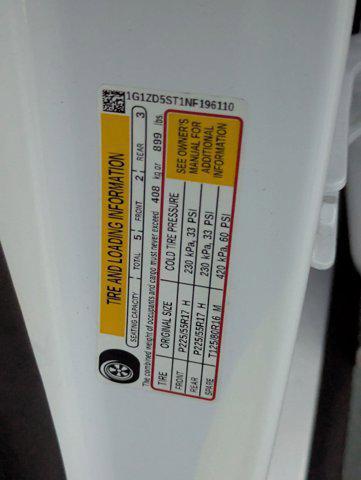 1G1ZD5ST1NF196110
TIRE AND LOADING INFORMATION
SEATING CAPACITY TOTAL 5 FRONT 2 REAR 3
The combined weight of occupants and cargo must never exceed 408 kg or 899 lbs.
TIRE ORIGINAL SIZE COLD TIRE PRESSURE
FRONT P225/55R17 H 230 kPa, 33 PSI
REAR P225/55R17 H 230 kPa, 33 PSI
SPARE T125/80R16 M 420 kPa, 60 PSI
SEE OWNER'S
MANUAL FOR
ADDITIONAL
INFORMATION